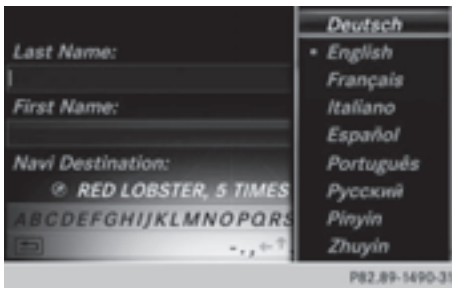 Last Name:
First Name:
Navi Destination:
RED LOBSTER, 5 TIMES
ABCDEFGHIJKLMNOPQRS
-.,←?
Deutsch
• English
Français
Italiano
Español
Português
Русский
Pinyin
Zhuyin
P82.89-1490-31